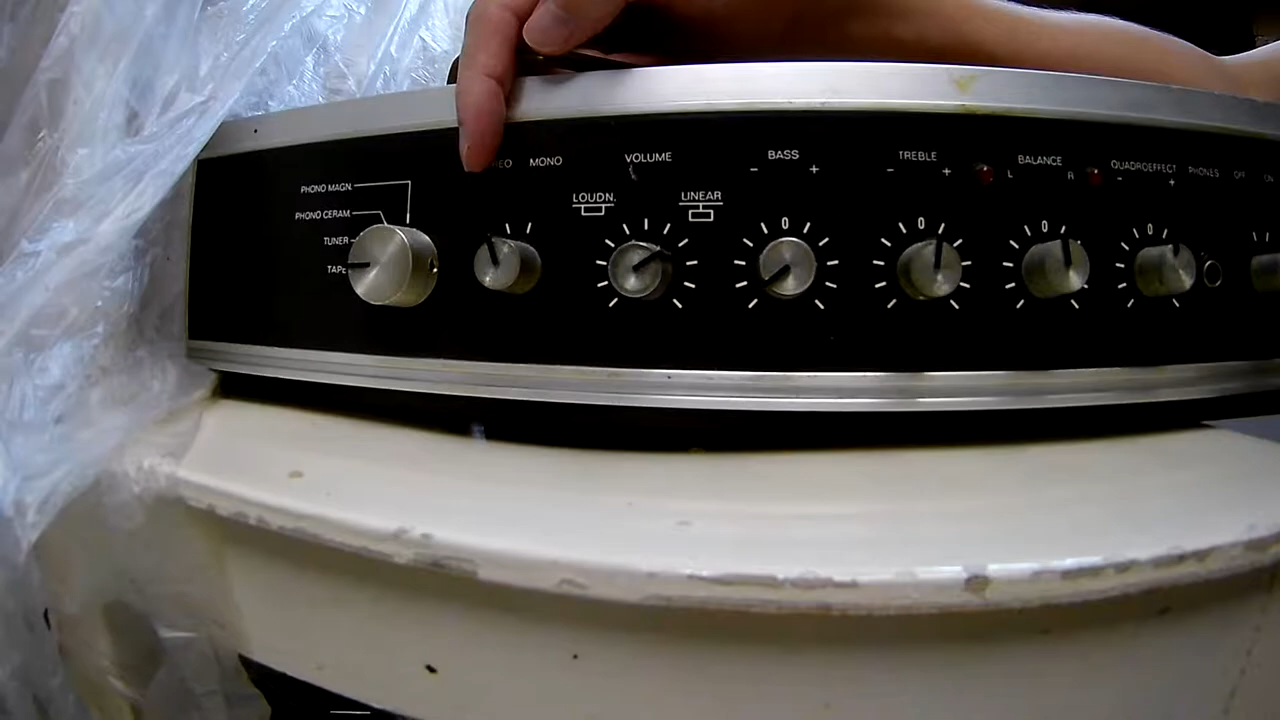 MONO
VOLUME
BASS
TREBLE
BALANCE
QUADROEFFECT
PHONES
OFF
ON
- +
- +
L R
- +
PHONO MAGN.
PHONO CERAM.
TUNER
TAPE
LOUDN.
LINEAR
0
0
0
0